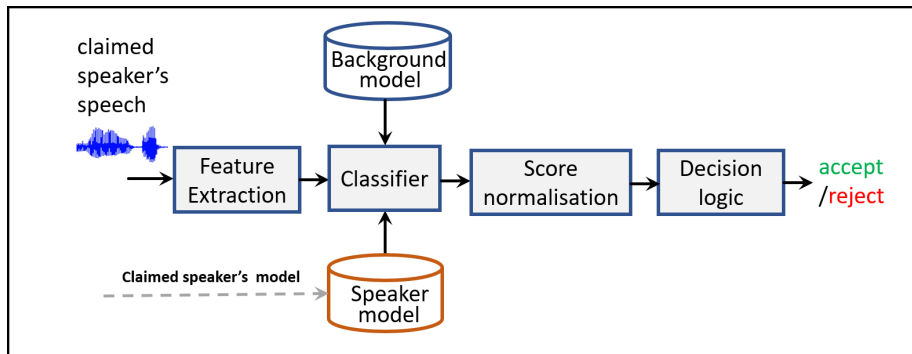 claimed
speaker's
speech
Background
model
Feature
Extraction
Classifier
Score
normalisation
Decision
logic
accept
/reject
Claimed speaker's  model
Speaker
model